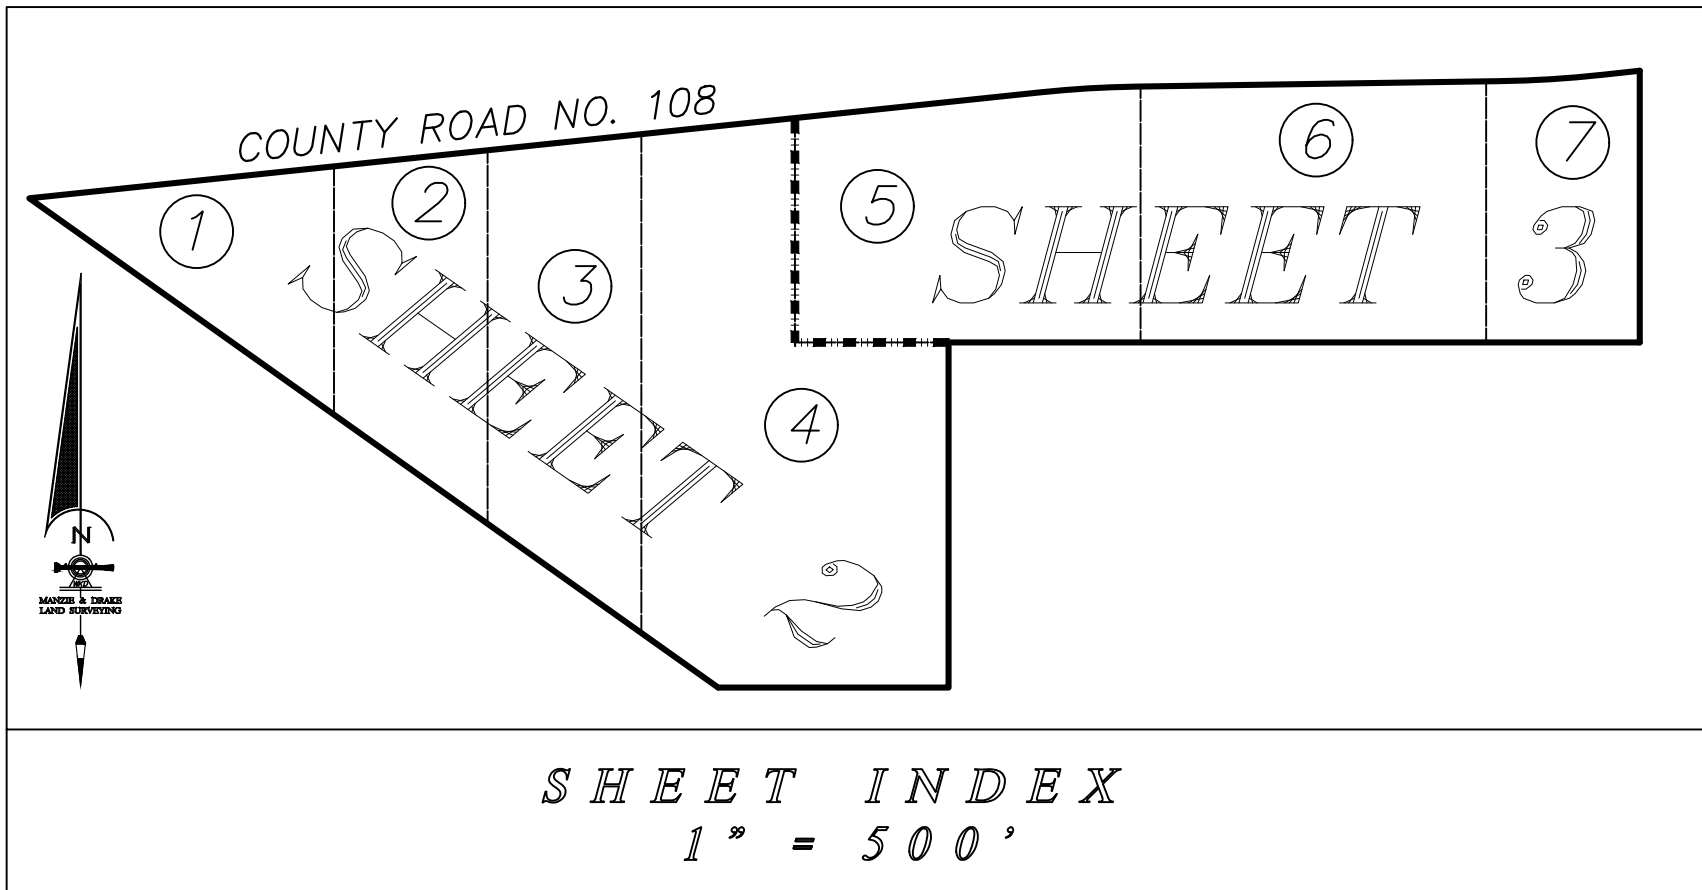 COUNTY ROAD NO. 108
1
2
3
4
5
6
7
SHEET 2
SHEET 3
N
MANZIE & DRAKE
LAND SURVEYING
SHEET INDEX
1" = 500'